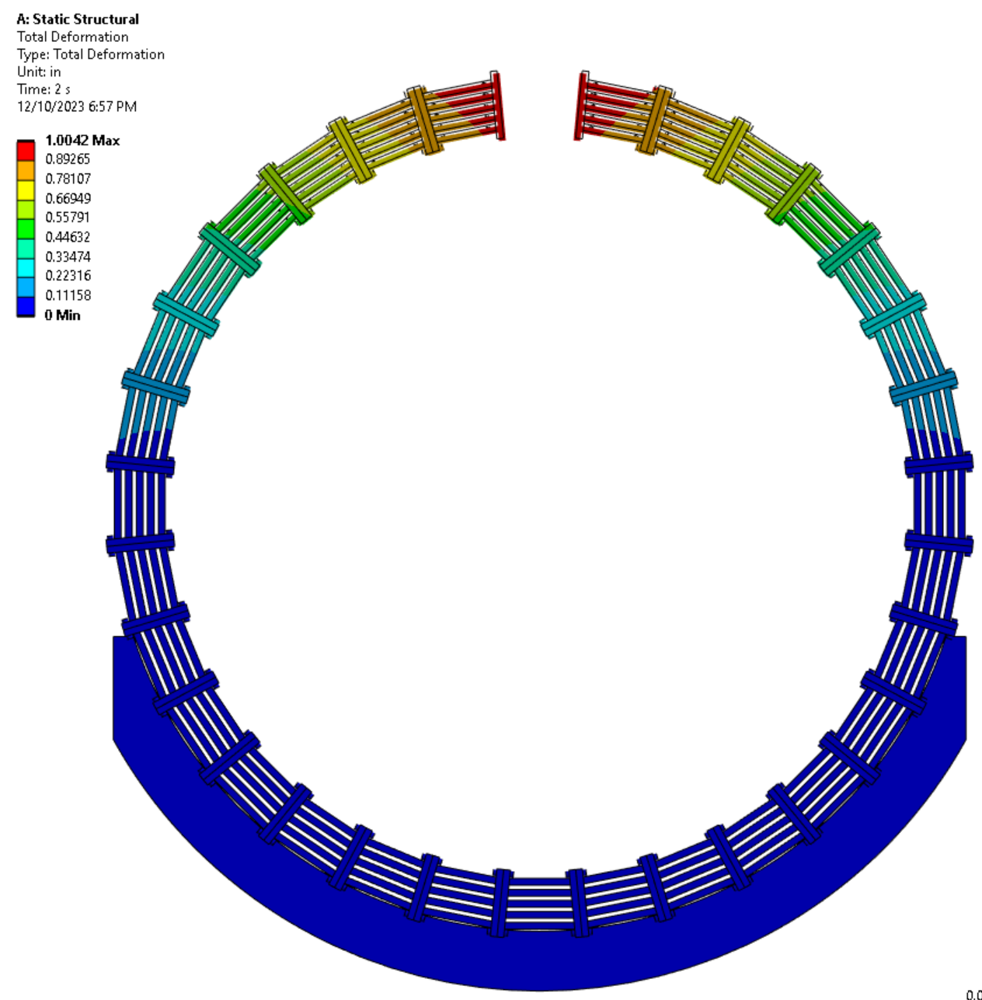 A: Static Structural
Total Deformation
Type: Total Deformation
Unit: in
Time: 2 s
12/10/2023 6:57 PM
1.0042 Max
0.89265
0.78107
0.66949
0.55791
0.44632
0.33474
0.22316
0.11158
0 Min
0.0